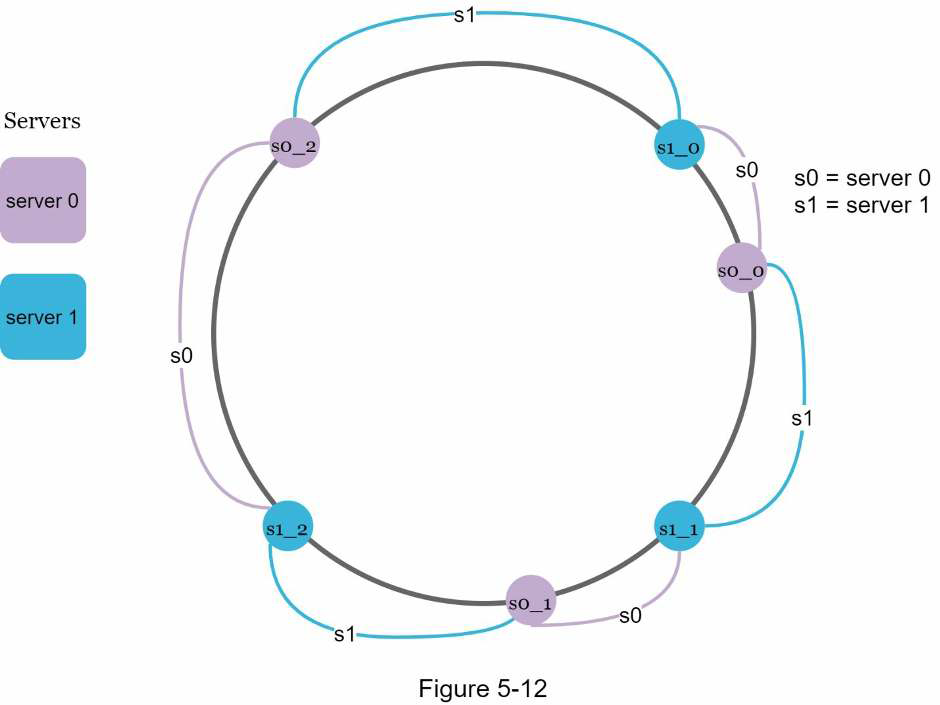 s1
Servers
s0_2
s1_0
s0
server 0
s0 = server 0
s1 = server 1
s0_0
server 1
s0
s1
s1_2
s1_1
s0_1
s0
s1
Figure 5-12